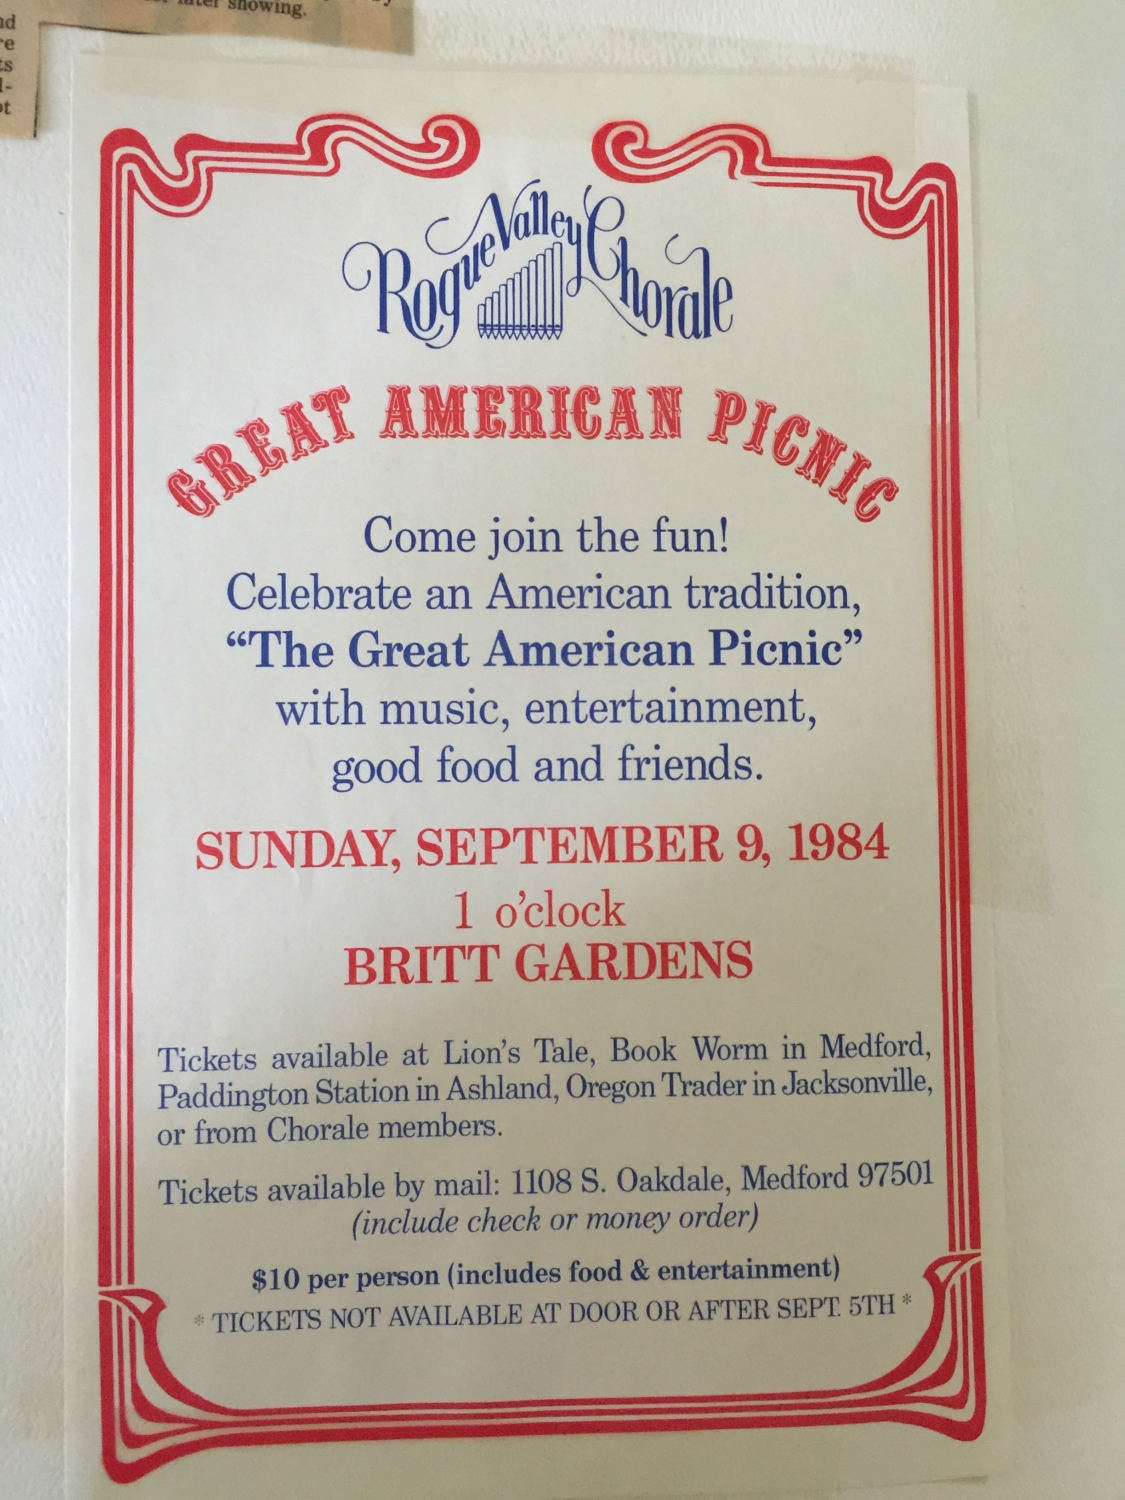 later showing.
nd
re
ts
l-
ot
Rogue Valley Chorale
GREAT AMERICAN PICNIC
Come join the fun!
Celebrate an American tradition,
“The Great American Picnic”
with music, entertainment,
good food and friends.
SUNDAY, SEPTEMBER 9, 1984
1 o’clock
BRITT GARDENS
Tickets available at Lion’s Tale, Book Worm in Medford,
Paddington Station in Ashland, Oregon Trader in Jacksonville,
or from Chorale members.
Tickets available by mail: 1108 S. Oakdale, Medford 97501
(include check or money order)
$10 per person (includes food & entertainment)
* TICKETS NOT AVAILABLE AT DOOR OR AFTER SEPT. 5TH *